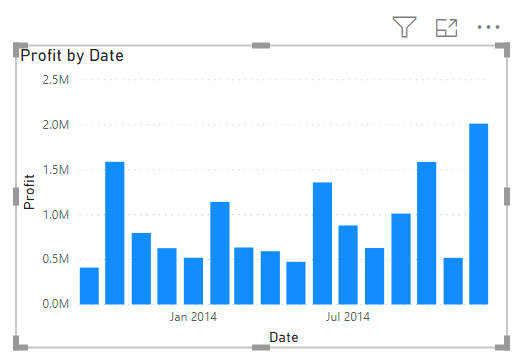 Profit by Date
2.5M
2.0M
1.5M
1.0M
0.5M
0.0M
Profit
Jan 2014
Jul 2014
Date